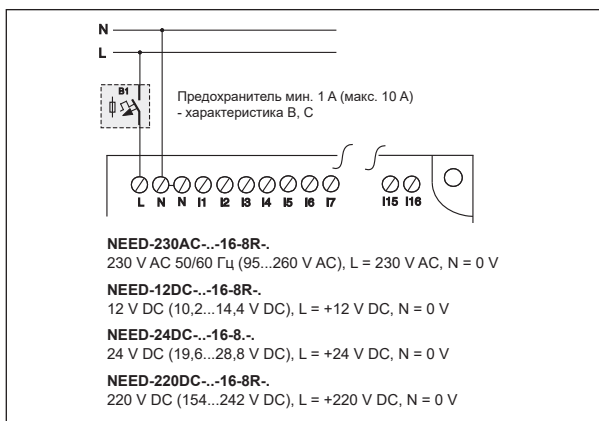 N
L
B1
Предохранитель мин. 1 А (макс. 10 А)
- характеристика В, С
L N N I1 I2 I3 I4 I5 I6 I7 I15 I16
NEED-230AC-..-16-8R-.
230 V AC 50/60 Гц (95...260 V AC), L = 230 V AC, N = 0 V
NEED-12DC-..-16-8R-.
12 V DC (10,2...14,4 V DC), L = +12 V DC, N = 0 V
NEED-24DC-..-16-8.-.
24 V DC (19,6...28,8 V DC), L = +24 V DC, N = 0 V
NEED-220DC-..-16-8R-.
220 V DC (154...242 V DC), L = +220 V DC, N = 0 V